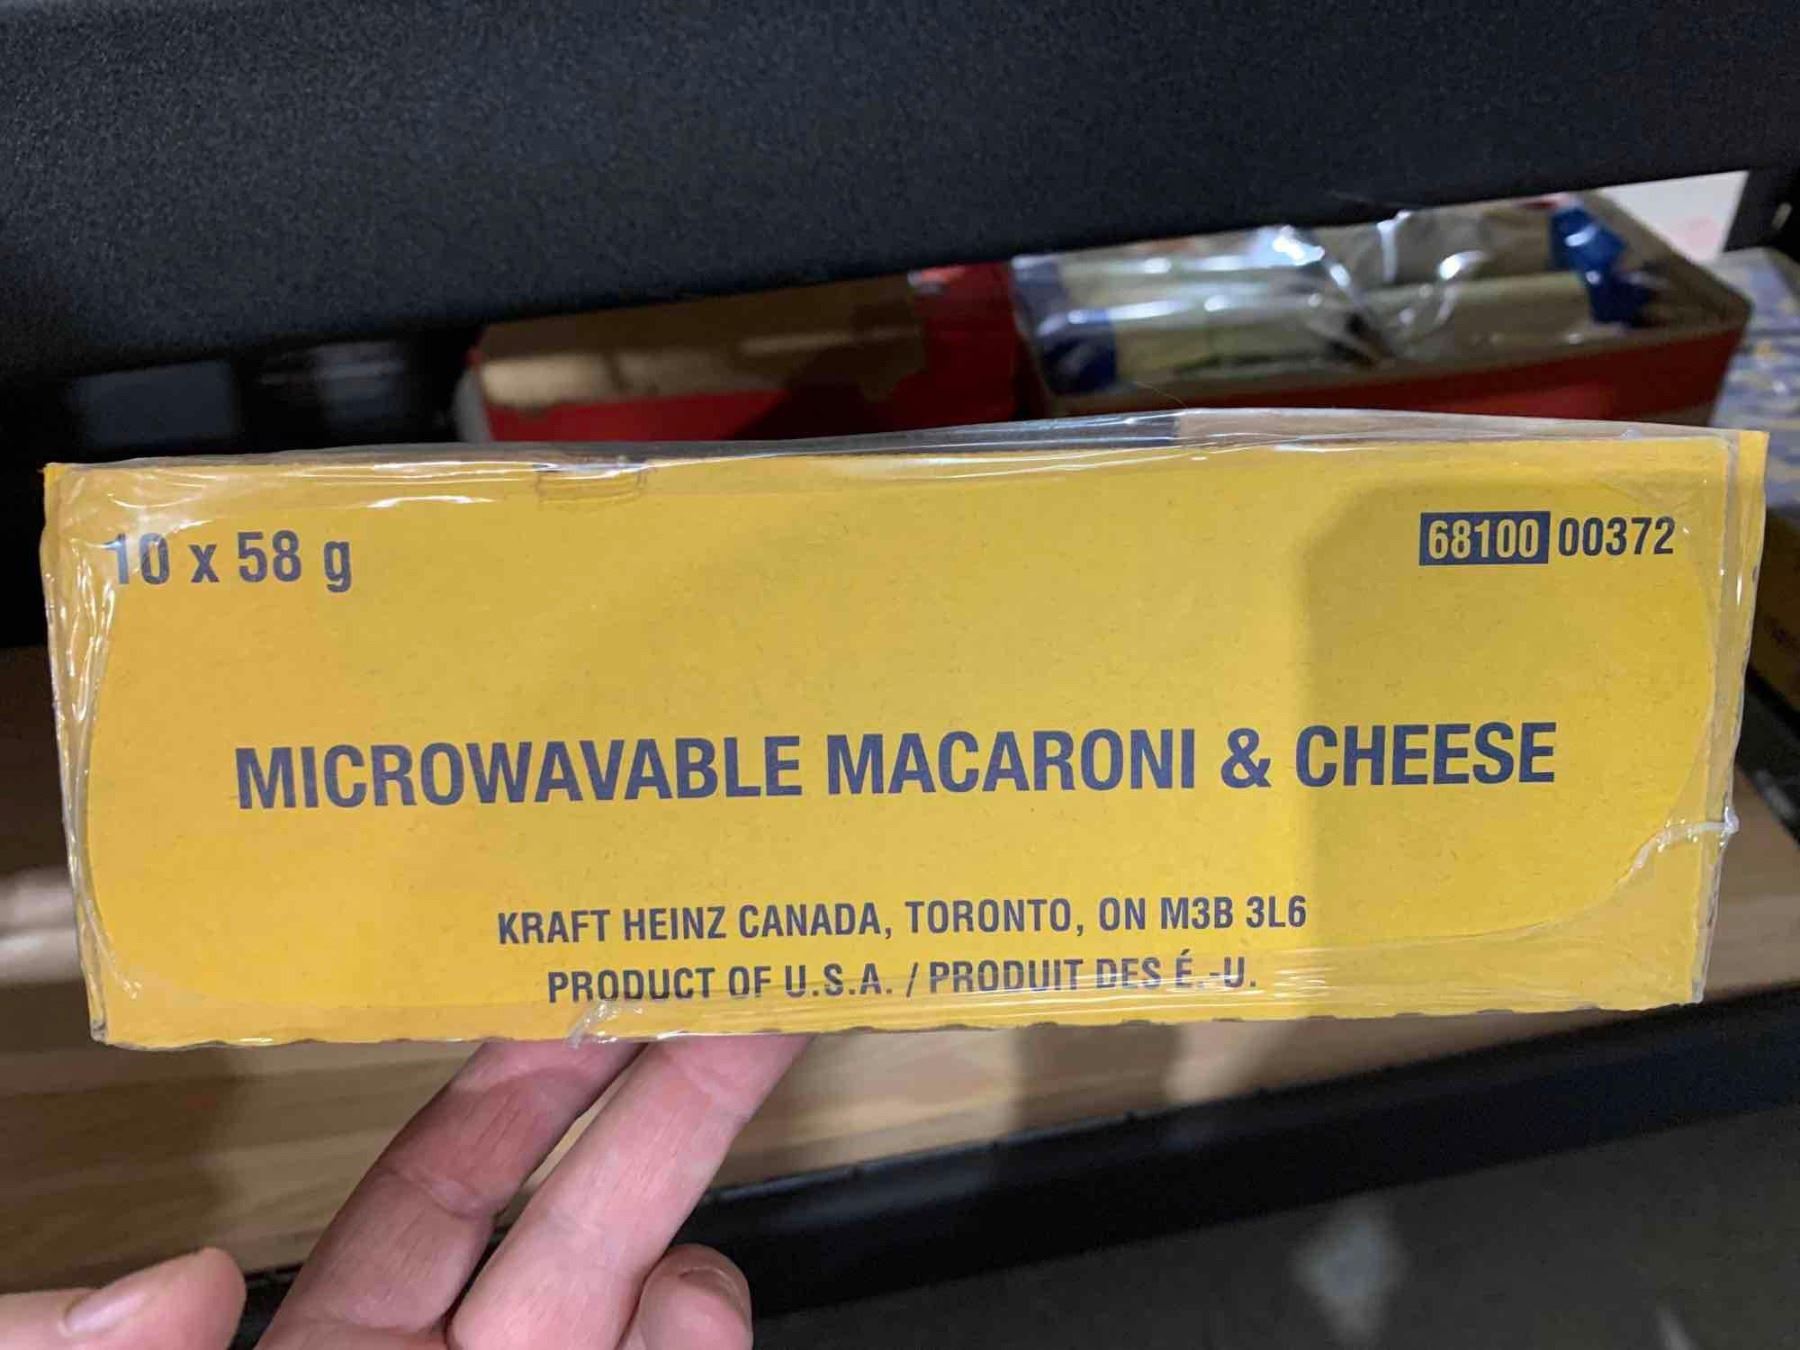 10 x 58 g
68100 00372
MICROWAVABLE MACARONI & CHEESE
KRAFT HEINZ CANADA, TORONTO, ON M3B 3L6
PRODUCT OF U.S.A. / PRODUIT DES É.-U.